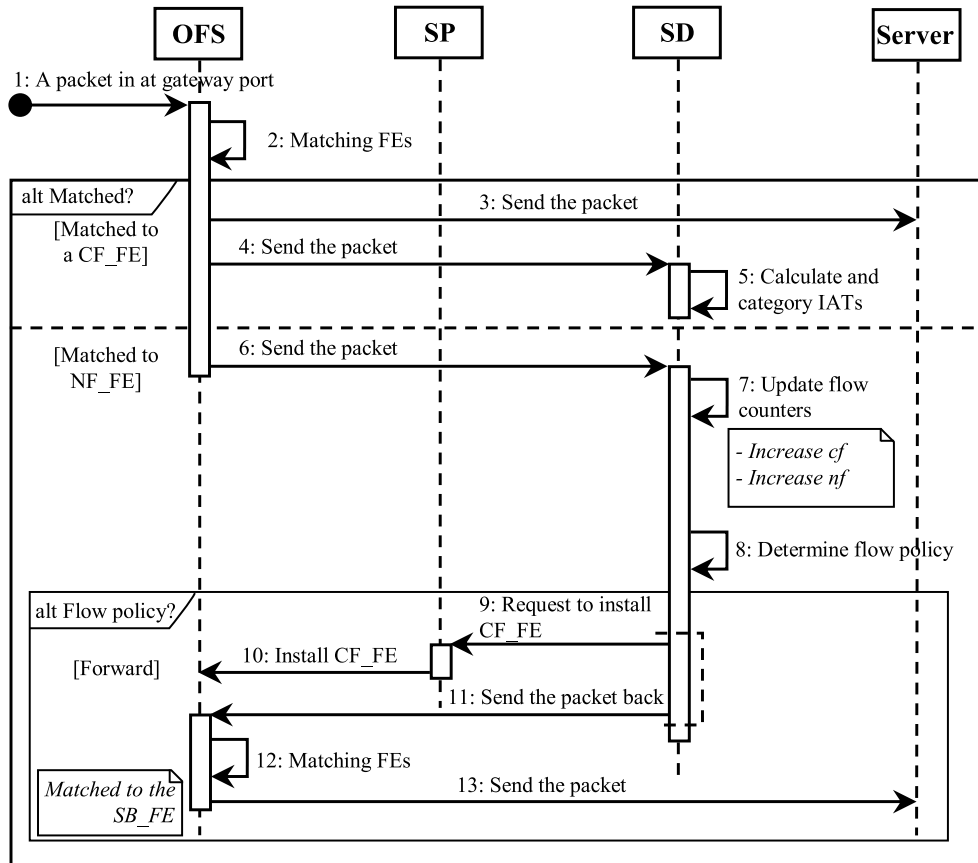 OFS
SP
SD
Server
1: A packet in at gateway port
2: Matching FEs
alt Matched?
3: Send the packet
[Matched to
a CF_FE]
4: Send the packet
5: Calculate and
category IATs
[Matched to
NF_FE]
6: Send the packet
7: Update flow
counters
- Increase cf
- Increase nf
8: Determine flow policy
alt Flow policy?
9: Request to install
CF_FE
[Forward]
10: Install CF_FE
11: Send the packet back
12: Matching FEs
Matched to the
SB_FE
13: Send the packet